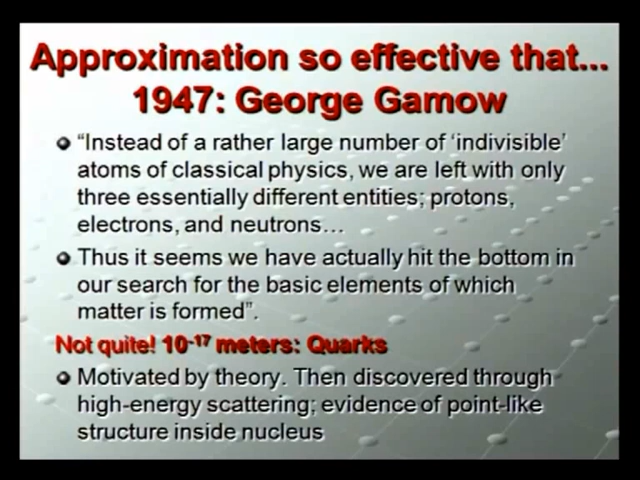 Approximation so effective that...
1947: George Gamow
“Instead of a rather large number of ‘indivisible’
atoms of classical physics, we are left with only
three essentially different entities; protons,
electrons, and neutrons…
Thus it seems we have actually hit the bottom in
our search for the basic elements of which
matter is formed”.
Not quite! 10⁻¹⁷ meters: Quarks
Motivated by theory. Then discovered through
high-energy scattering; evidence of point-like
structure inside nucleus